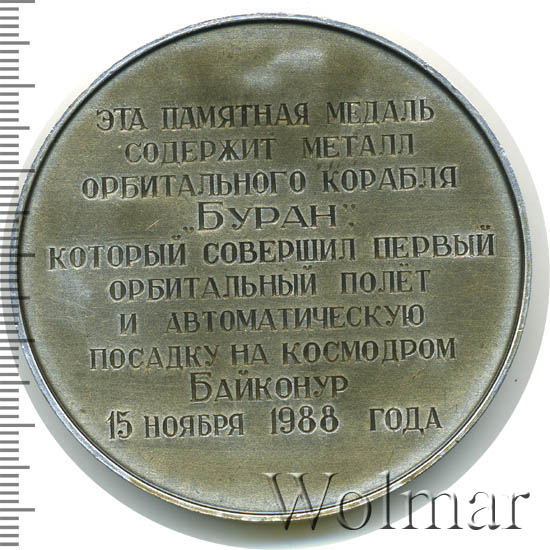 ЭТА ПАМЯТНАЯ МЕДАЛЬ
СОДЕРЖИТ МЕТАЛЛ
ОРБИТАЛЬНОГО КОРАБЛЯ
„БУРАН",
КОТОРЫЙ СОВЕРШИЛ ПЕРВЫЙ
ОРБИТАЛЬНЫЙ ПОЛЁТ
И АВТОМАТИЧЕСКУЮ
ПОСАДКУ НА КОСМОДРОМ
БАЙКОНУР
15 НОЯБРЯ 1988 ГОДА
Wolmar